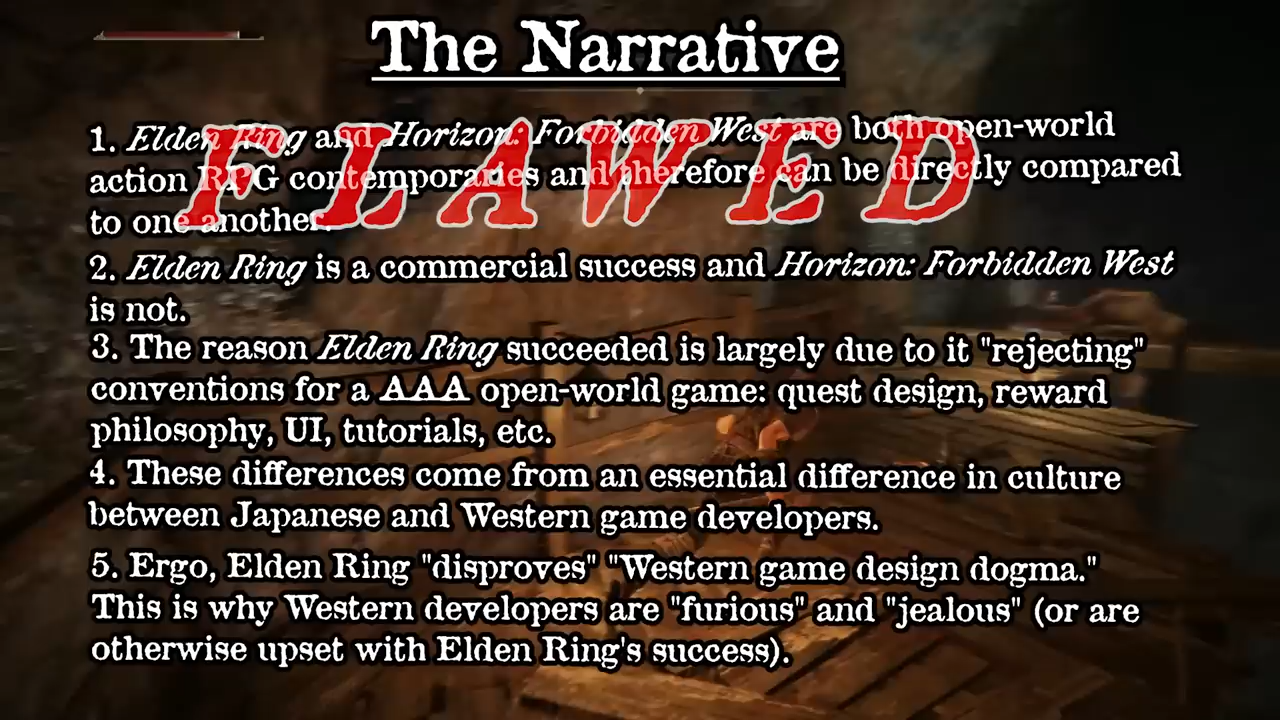 The Narrative
1. Elden Ring and Horizon: Forbidden West are both open-world
action RPG contemporaries and therefore can be directly compared
to one another.
FLAWED
2. Elden Ring is a commercial success and Horizon: Forbidden West
is not.
3. The reason Elden Ring succeeded is largely due to it "rejecting"
conventions for a AAA open-world game: quest design, reward
philosophy, UI, tutorials, etc.
4. These differences come from an essential difference in culture
between Japanese and Western game developers.
5. Ergo, Elden Ring "disproves" "Western game design dogma."
This is why Western developers are "furious" and "jealous" (or are
otherwise upset with Elden Ring's success).